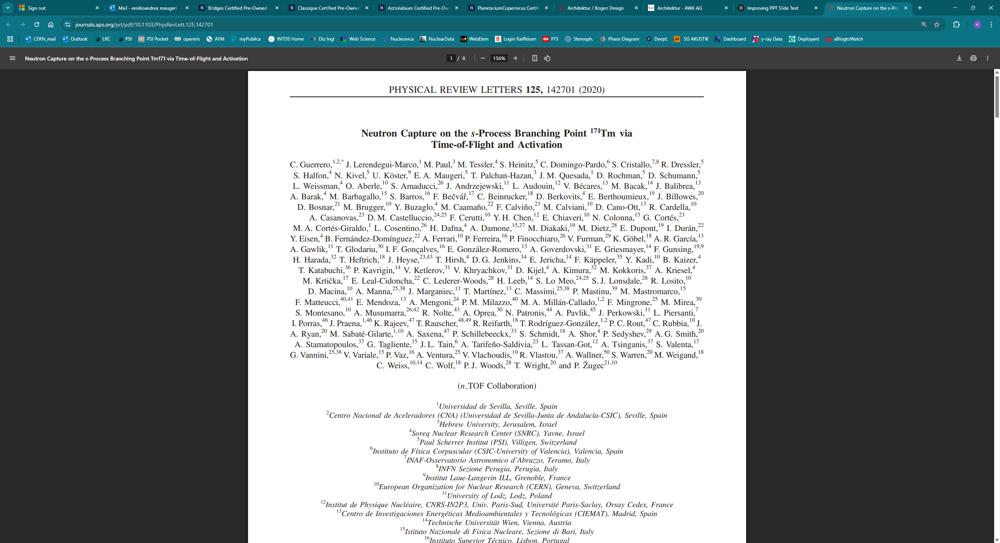 Sign out
Mail - emilioandrea maugeri -
Bridges Certified Pre-Owned -
Classique Certified Pre-Owned
Astrolabium Certified Pre-Ow
PlanetariumCopernicus Certifi
Architektur / Bogen Design
Architektur - AWA AG
Improving PPT Slide Text
Neutron Capture on the s-Pro
journals.aps.org/prl/pdf/10.1103/PhysRevLett.125.142701
CERN_mail Outlook LRC PSI PSI Pocket openiris AFM myPublica INTDS Home Diz Ingl Web Science Nucleonica NuclearData WebElem Login Raiffeisen FFS Stereoph. Phase Diagram DeepL SG AKUSTIK Dashboard γ-ray Data Deployant aBlogtoWatch
Neutron Capture on the s-Process Branching Point Tm171 via Time-of-Flight and Activation
1 / 8
156%
PHYSICAL REVIEW LETTERS 125, 142701 (2020)
Neutron Capture on the s-Process Branching Point ¹⁷¹Tm via
Time-of-Flight and Activation
C. Guerrero,¹,²,* J. Lerendegui-Marco,¹ M. Paul,³ M. Tessler,⁴ S. Heinitz,⁵ C. Domingo-Pardo,⁶ S. Cristallo,⁷,⁸ R. Dressler,⁵
S. Halfon,⁴ N. Kivel,⁵ U. Köster,⁹ E. A. Maugeri,⁵ T. Palchan-Hazan,³ J. M. Quesada,¹ D. Rochman,⁵ D. Schumann,⁵
L. Weissman,⁴ O. Aberle,¹⁰ S. Amaducci,²⁶ J. Andrzejewski,¹¹ L. Audouin,¹² V. Bécares,¹³ M. Bacak,¹⁴ J. Balibrea,¹³
A. Barak,⁴ M. Barbagallo,¹⁵ S. Barros,¹⁶ F. Bečvář,¹⁷ C. Beinrucker,¹⁸ D. Berkovits,⁴ E. Berthoumieux,¹⁹ J. Billowes,²⁰
D. Bosnar,²¹ M. Brugger,¹⁰ Y. Buzaglo,⁴ M. Caamaño,²² F. Calviño,²³ M. Calviani,¹⁰ D. Cano-Ott,¹³ R. Cardella,¹⁰
A. Casanovas,²³ D. M. Castelluccio,²⁴,²⁵ F. Cerutti,¹⁰ Y. H. Chen,¹² E. Chiaveri,¹⁰ N. Colonna,¹⁵ G. Cortés,²³
M. A. Cortés-Giraldo,¹ L. Cosentino,²⁶ H. Dafna,⁴ A. Damone,¹⁵,²⁷ M. Diakaki,¹⁹ M. Dietz,²⁸ E. Dupont,¹⁹ I. Durán,²²
Y. Eisen,⁴ B. Fernández-Domínguez,²² A. Ferrari,¹⁰ P. Ferreira,¹⁶ P. Finocchiaro,²⁶ V. Furman,²⁹ K. Göbel,¹⁸ A. R. García,¹³
A. Gawlik,¹¹ T. Glodariu,³⁰ I. F. Gonçalves,¹⁶ E. González-Romero,¹³ A. Goverdovski,³¹ E. Griesmayer,¹⁴ F. Gunsing,¹⁹,⁹
H. Harada,³² T. Heftrich,¹⁸ J. Heyse,²³,⁴³ T. Hirsh,⁴ D. G. Jenkins,³⁴ E. Jericha,¹⁴ F. Käppeler,³⁵ Y. Kadi,¹⁰ B. Kaizer,⁴
T. Katabuchi,³⁶ P. Kavrigin,¹⁴ V. Ketlerov,³¹ V. Khryachkov,³¹ D. Kijel,⁴ A. Kimura,³² M. Kokkoris,³⁷ A. Kriesel,⁴
M. Krtička,¹⁷ E. Leal-Cidoncha,²² C. Lederer-Woods,²⁸ H. Leeb,¹⁴ S. Lo Meo,²⁴,²⁵ S. J. Lonsdale,²⁸ R. Losito,¹⁰
D. Macina,¹⁰ A. Manna,²⁵,³⁸ J. Marganiec,¹¹ T. Martínez,¹³ C. Massimi,²⁵,³⁸ P. Mastinu,³⁹ M. Mastromarco,¹⁵
F. Matteucci,⁴⁰,⁴¹ E. Mendoza,¹³ A. Mengoni,²⁴ P. M. Milazzo,⁴⁰ M. A. Millán-Callado,¹,² F. Mingrone,²⁵ M. Mirea,³⁰
S. Montesano,¹⁰ A. Musumarra,²⁶,⁴² R. Nolte,⁴³ A. Oprea,³⁰ N. Patronis,⁴⁴ A. Pavlik,⁴⁵ J. Perkowski,¹¹ L. Piersanti,⁷
I. Porras,⁴⁶ J. Praena,¹,⁴⁶ K. Rajeev,⁴⁷ T. Rauscher,⁴⁸,⁴⁹ R. Reifarth,¹⁸ T. Rodríguez-González,¹,² P. C. Rout,⁴⁷ C. Rubbia,¹⁰ J.
A. Ryan,²⁰ M. Sabaté-Gilarte,¹,¹⁰ A. Saxena,⁴⁷ P. Schillebeeckx,³³ S. Schmidt,¹⁸ A. Shor,⁴ P. Sedyshev,²⁹ A. G. Smith,²⁰
A. Stamatopoulos,³⁷ G. Tagliente,¹⁵ J. L. Tain,⁶ A. Tarifeño-Saldivia,²³ L. Tassan-Got,¹² A. Tsinganis,³⁷ S. Valenta,¹⁷
G. Vannini,²⁵,³⁸ V. Variale,¹⁵ P. Vaz,¹⁶ A. Ventura,²⁵ V. Vlachoudis,¹⁰ R. Vlastou,³⁷ A. Wallner,⁵⁰ S. Warren,²⁰ M. Weigand,¹⁸
C. Weiss,¹⁰,¹⁴ C. Wolf,¹⁸ P. J. Woods,²⁸ T. Wright,²⁰ and P. Žugec²¹,¹⁰
(n_TOF Collaboration)
¹Universidad de Sevilla, Seville, Spain
²Centro Nacional de Aceleradores (CNA) (Universidad de Sevilla-Junta de Andalucía-CSIC), Seville, Spain
³Hebrew University, Jerusalem, Israel
⁴Soreq Nuclear Research Center (SNRC), Yavne, Israel
⁵Paul Scherrer Institut (PSI), Villigen, Switzerland
⁶Instituto de Física Corpuscular (CSIC-University of Valencia), Valencia, Spain
⁷INAF-Osservatorio Astronomico d'Abruzzo, Teramo, Italy
⁸INFN Sezione Perugia, Perugia, Italy
⁹Institut Laue-Langevin ILL, Grenoble, France
¹⁰European Organization for Nuclear Research (CERN), Geneva, Switzerland
¹¹University of Lodz, Lodz, Poland
¹²Institut de Physique Nucléaire, CNRS-IN2P3, Univ. Paris-Sud, Université Paris-Saclay, Orsay Cedex, France
¹³Centro de Investigaciones Energéticas Medioambientales y Tecnológicas (CIEMAT), Madrid, Spain
¹⁴Technische Universität Wien, Vienna, Austria
¹⁵Istituto Nazionale di Fisica Nucleare, Sezione di Bari, Italy
¹⁶Instituto Superior Técnico, Lisbon, Portugal